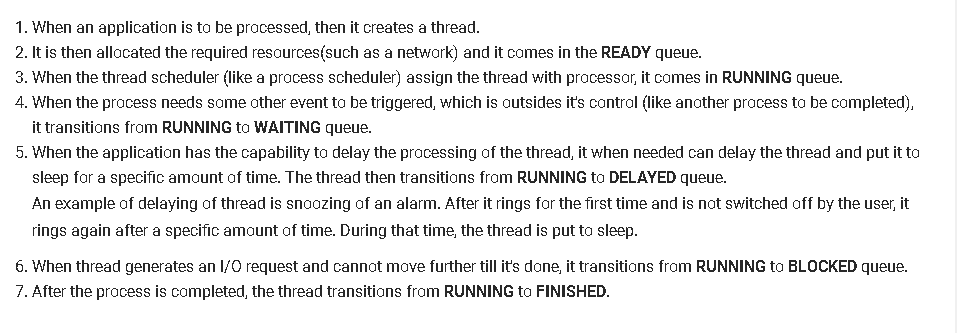 1. When an application is to be processed, then it creates a thread.
2. It is then allocated the required resources(such as a network) and it comes in the READY queue.
3. When the thread scheduler (like a process scheduler) assign the thread with processor, it comes in RUNNING queue.
4. When the process needs some other event to be triggered, which is outsides it's control (like another process to be completed),
it transitions from RUNNING to WAITING queue.
5. When the application has the capability to delay the processing of the thread, it when needed can delay the thread and put it to
sleep for a specific amount of time. The thread then transitions from RUNNING to DELAYED queue.
An example of delaying of thread is snoozing of an alarm. After it rings for the first time and is not switched off by the user, it
rings again after a specific amount of time. During that time, the thread is put to sleep.
6. When thread generates an I/O request and cannot move further till it's done, it transitions from RUNNING to BLOCKED queue.
7. After the process is completed, the thread transitions from RUNNING to FINISHED.